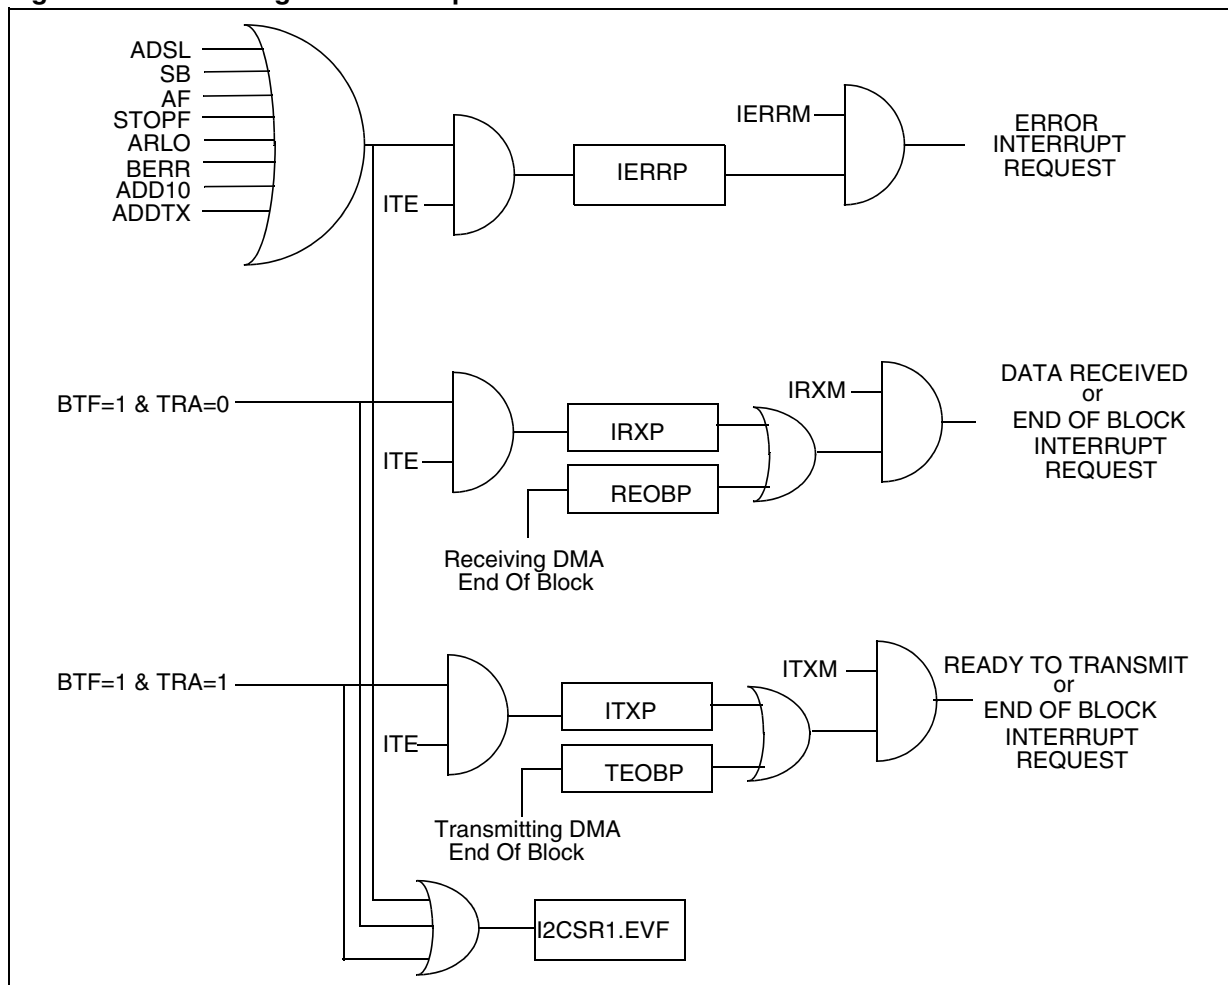 ADSL
SB
AF
STOPF
ARLO
BERR
ADD10
ADDTX
ITE
IERRP
IERRM
ERROR
INTERRUPT
REQUEST
BTF=1 & TRA=0
ITE
IRXP
REOBP
IRXM
DATA RECEIVED
or
END OF BLOCK
INTERRUPT
REQUEST
Receiving DMA
End Of Block
BTF=1 & TRA=1
ITE
ITXP
TEOBP
ITXM
READY TO TRANSMIT
or
END OF BLOCK
INTERRUPT
REQUEST
Transmitting DMA
End Of Block
I2CSR1.EVF